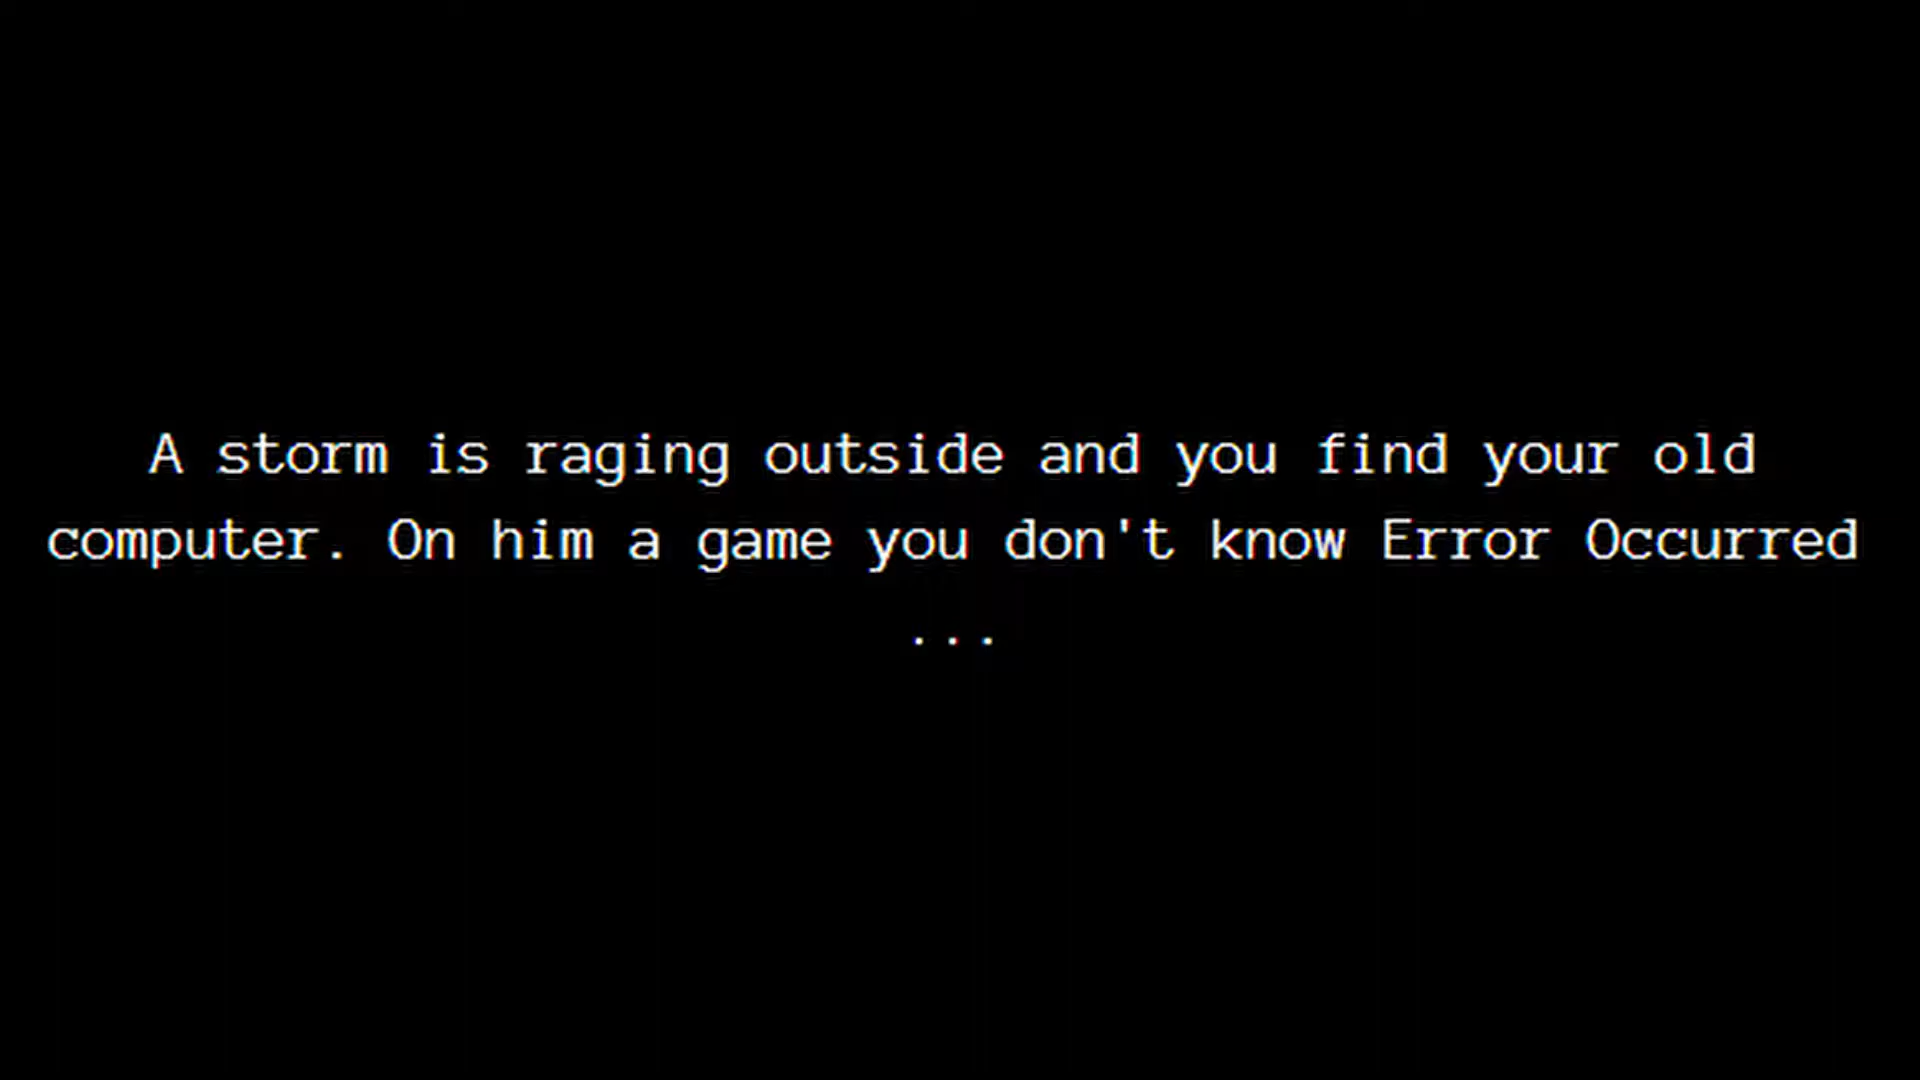 A storm is raging outside and you find your old
computer. On him a game you don't know Error Occurred
...